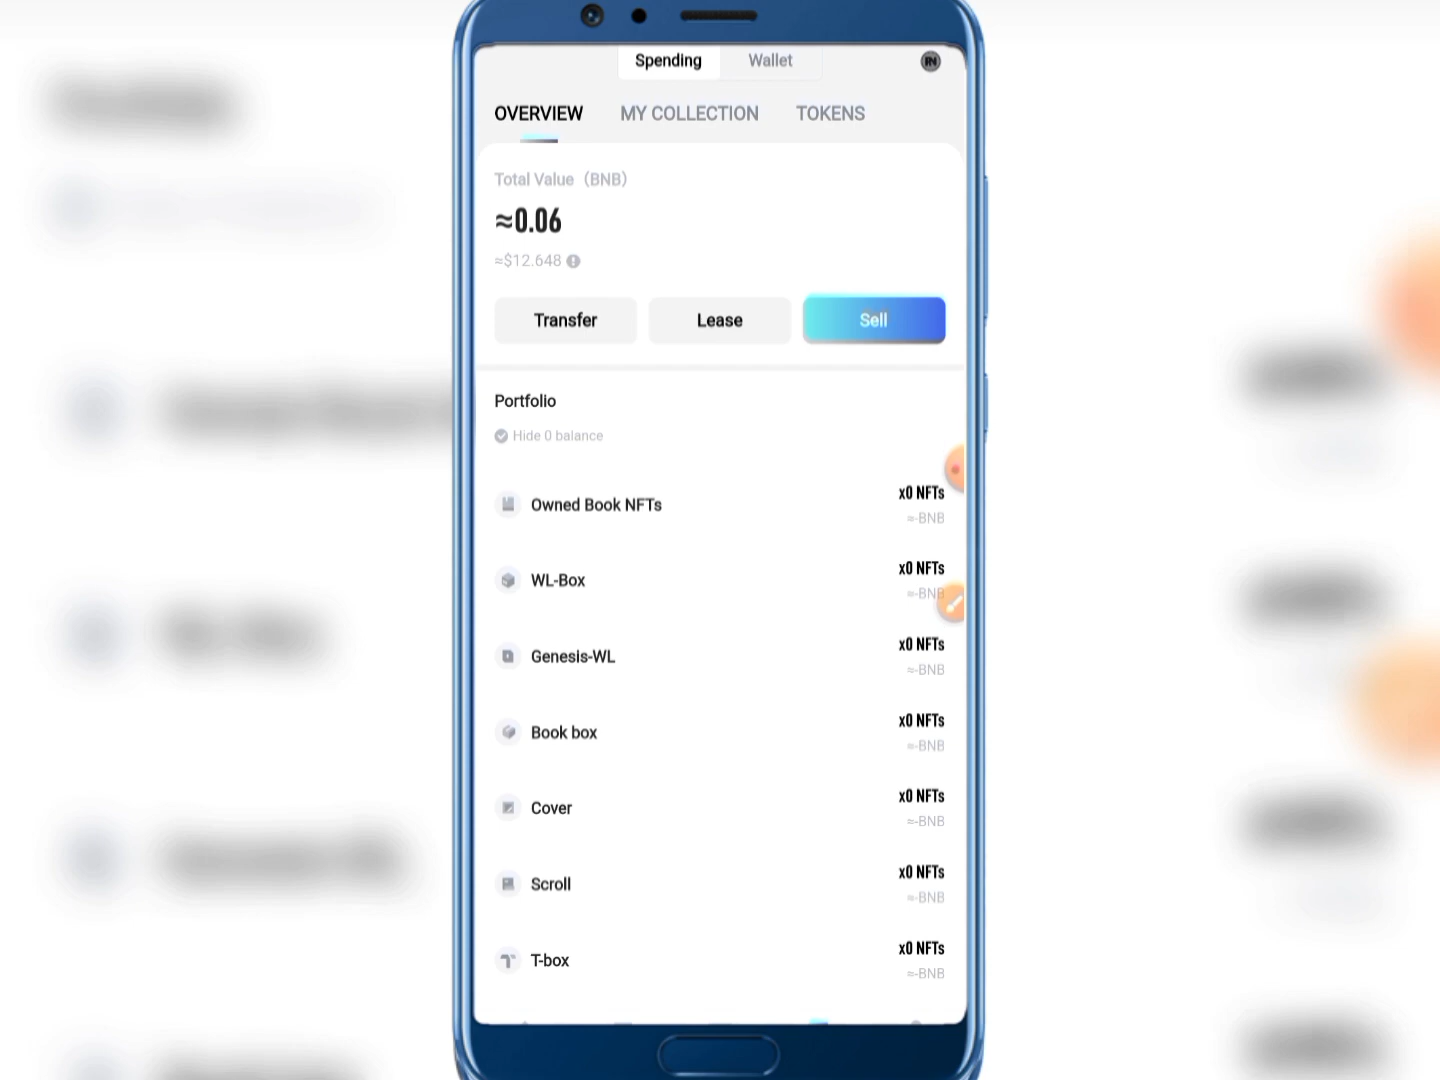 Spending Wallet
OVERVIEW MY COLLECTION TOKENS
Total Value (BNB)
≈0.06
≈$12.648
Transfer Lease Sell
Portfolio
Hide 0 balance
Owned Book NFTs x0 NFTs
≈-BNB
WL-Box x0 NFTs
≈-BNB
Genesis-WL x0 NFTs
≈-BNB
Book box x0 NFTs
≈-BNB
Cover x0 NFTs
≈-BNB
Scroll x0 NFTs
≈-BNB
T-box x0 NFTs
≈-BNB